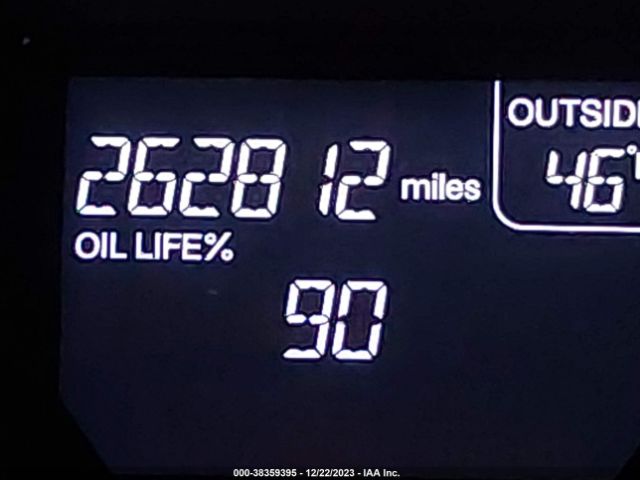 OUTSIDE
262812 miles
46°
OIL LIFE%
90
000-38359395 - 12/22/2023 - IAA Inc.